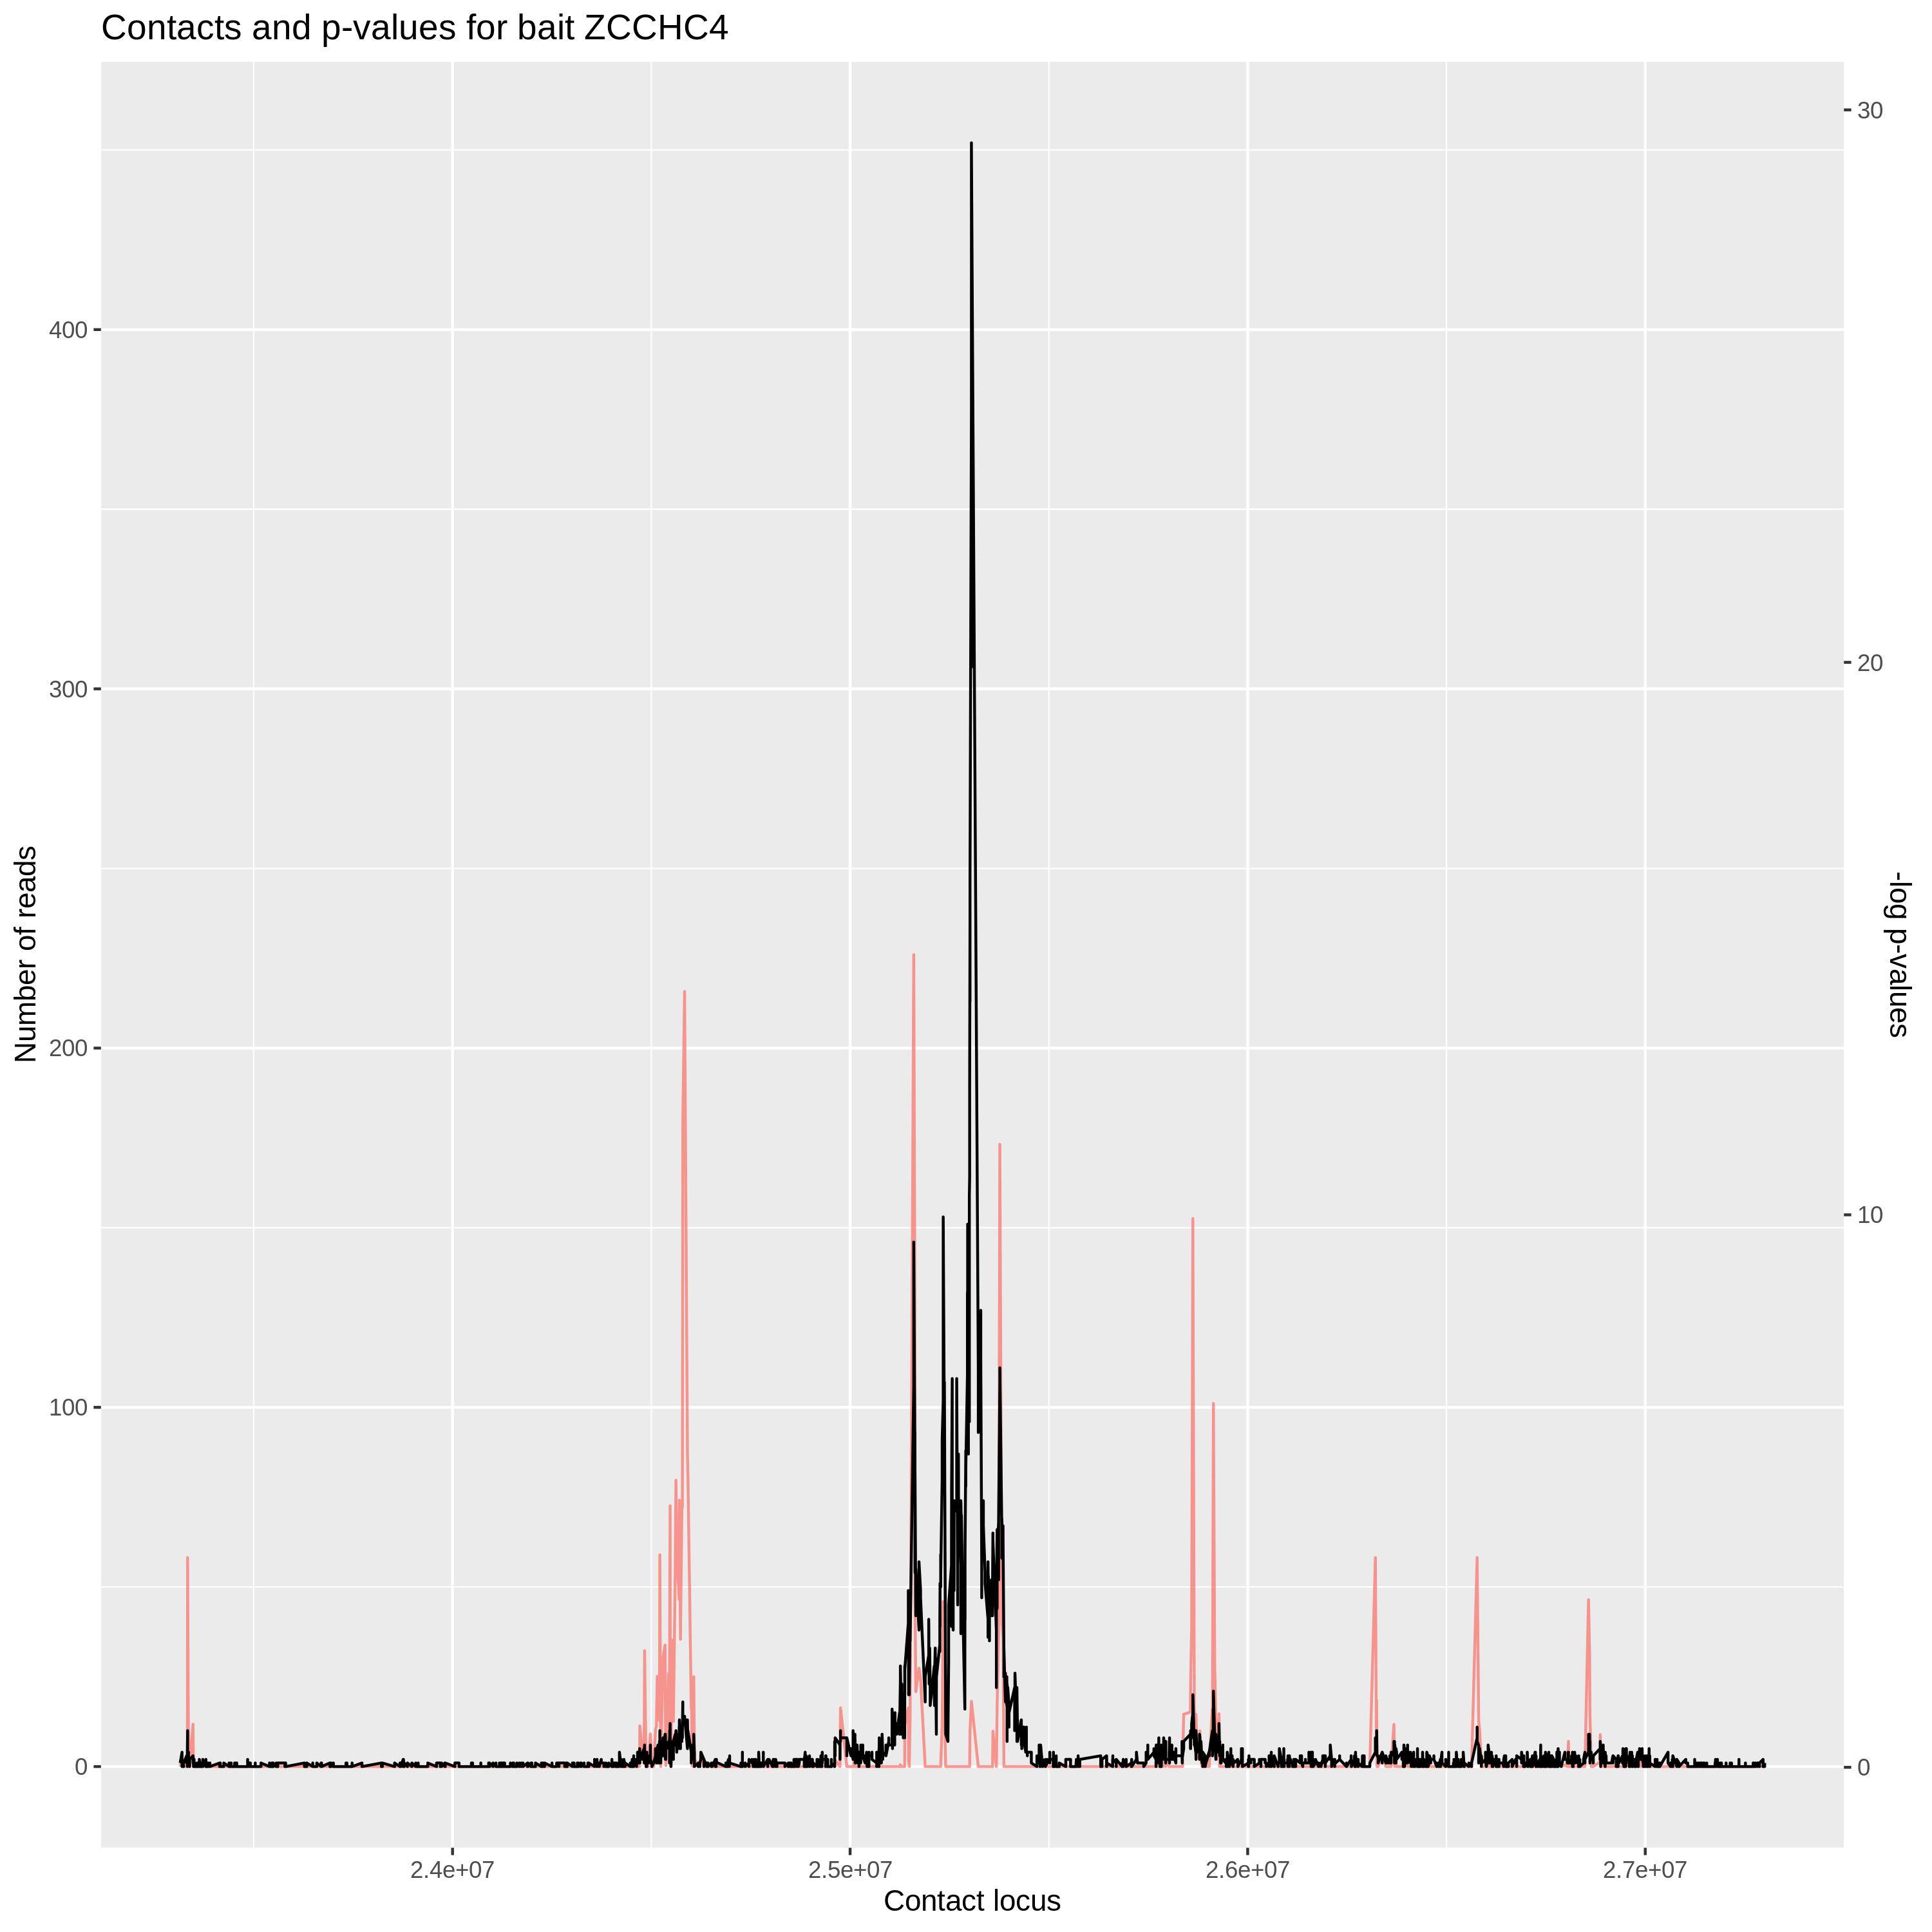 Contacts and p-values for bait ZCCHC4
Number of reads
400
300
200
100
0
30
20
10
0
-log p-values
2.4e+07
2.5e+07
2.6e+07
2.7e+07
Contact locus